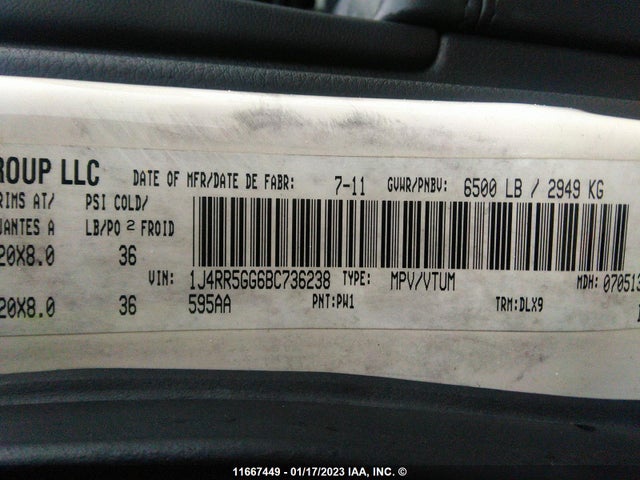 ROUP LLC DATE OF MFR/DATE DE FABR: 7-11 GVWR/PNBV: 6500 LB / 2949 KG
RIMS AT/ PSI COLD/
JANTES A LB/PO 2 FROID
20X8.0 36
VIN: 1J4RR5GG6BC736238 TYPE: MPV/VTUM MDH: 070513
20X8.0 36 595AA PNT:PW1 TRM:DLX9
11667449 - 01/17/2023 IAA, INC. ©